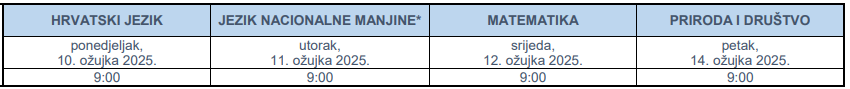 HRVATSKI JEZIK JEZIK NACIONALNE MANJINE* MATEMATIKA PRIRODA I DRUŠTVO
ponedjeljak, utorak, srijeda, petak,
10. ožujka 2025. 11. ožujka 2025. 12. ožujka 2025. 14. ožujka 2025.
9:00 9:00 9:00 9:00